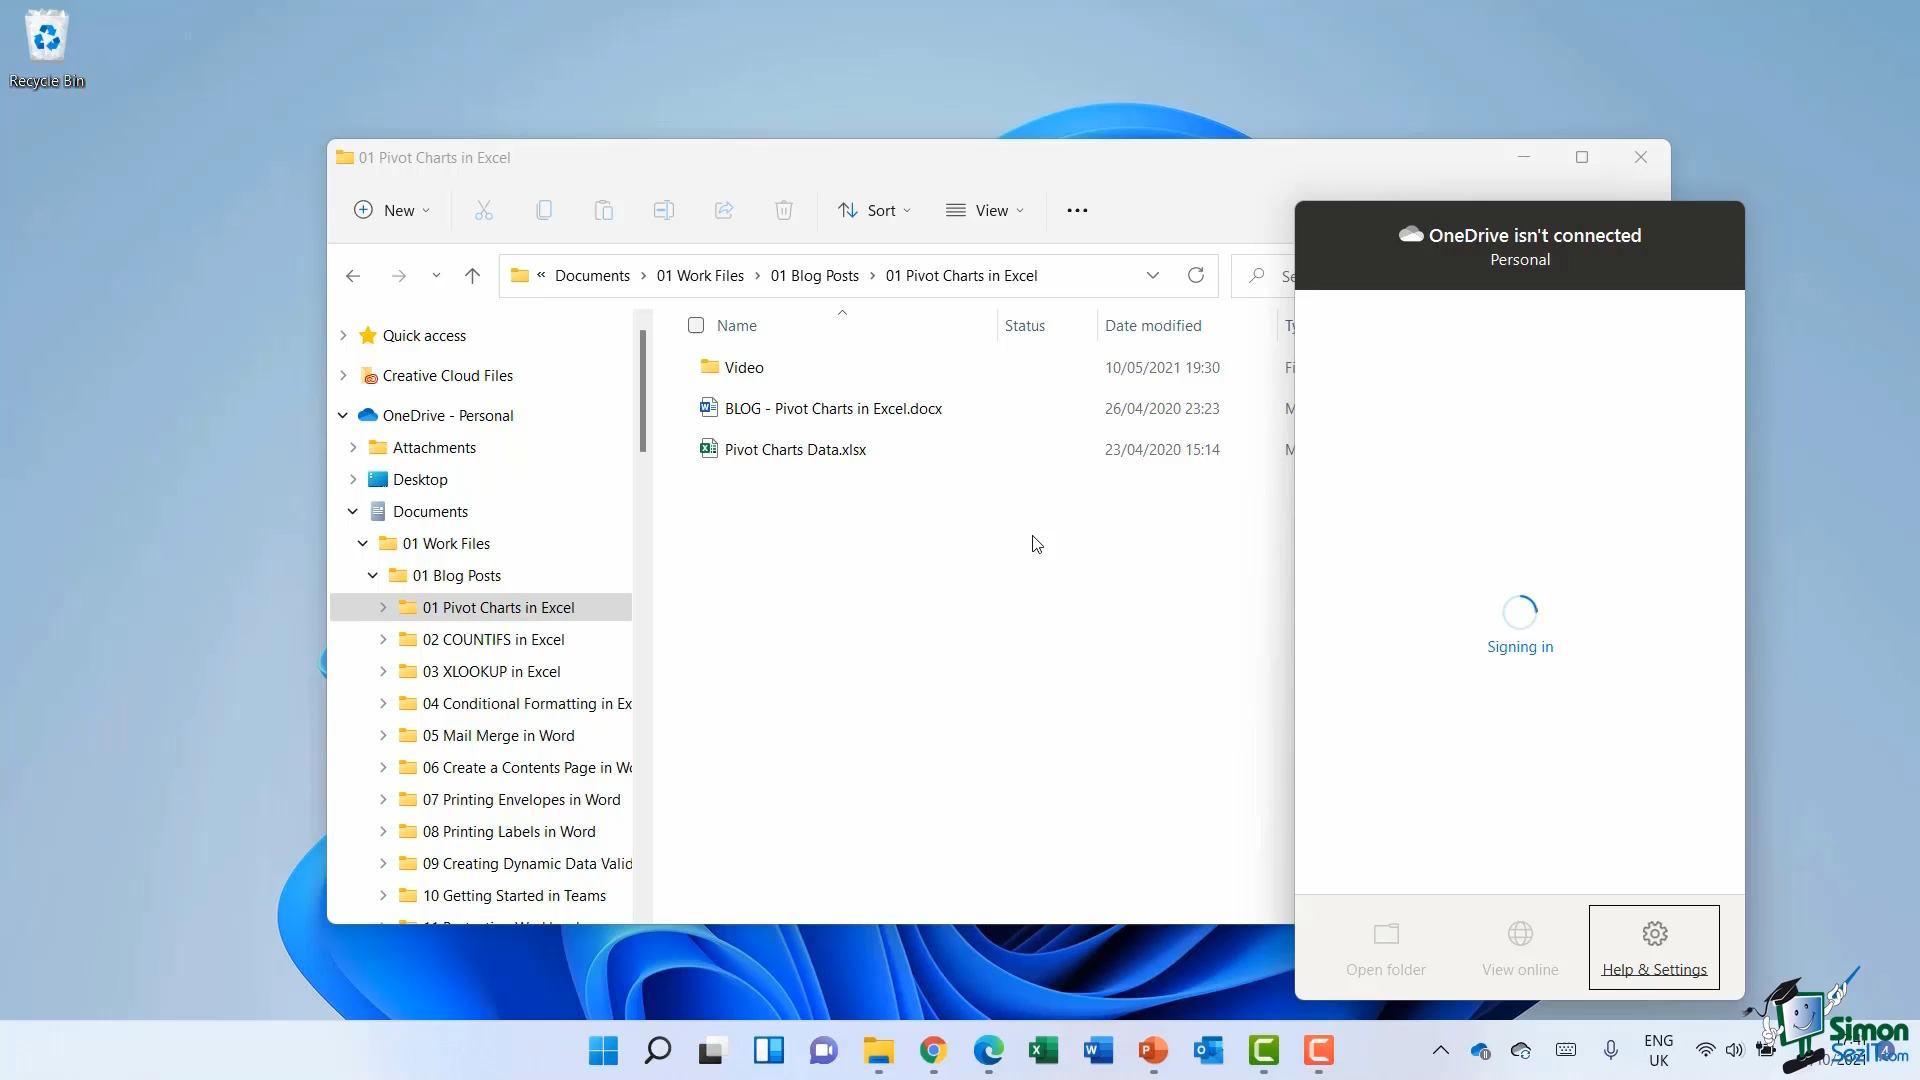 Recycle Bin
01 Pivot Charts in Excel
New
Sort
View
Documents
01 Work Files
01 Blog Posts
01 Pivot Charts in Excel
Se
OneDrive isn't connected
Personal
Name
Status
Date modified
Ty
Quick access
Creative Cloud Files
OneDrive - Personal
Attachments
Desktop
Documents
01 Work Files
01 Blog Posts
01 Pivot Charts in Excel
02 COUNTIFS in Excel
03 XLOOKUP in Excel
04 Conditional Formatting in Ex
05 Mail Merge in Word
06 Create a Contents Page in Wo
07 Printing Envelopes in Word
08 Printing Labels in Word
09 Creating Dynamic Data Valid
10 Getting Started in Teams
Video 10/05/2021 19:30 Fi
BLOG - Pivot Charts in Excel.docx 26/04/2020 23:23 M
Pivot Charts Data.xlsx 23/04/2020 15:14 M
Signing in
Open folder
View online
Help & Settings
ENG
UK
Simon
SezIT.com